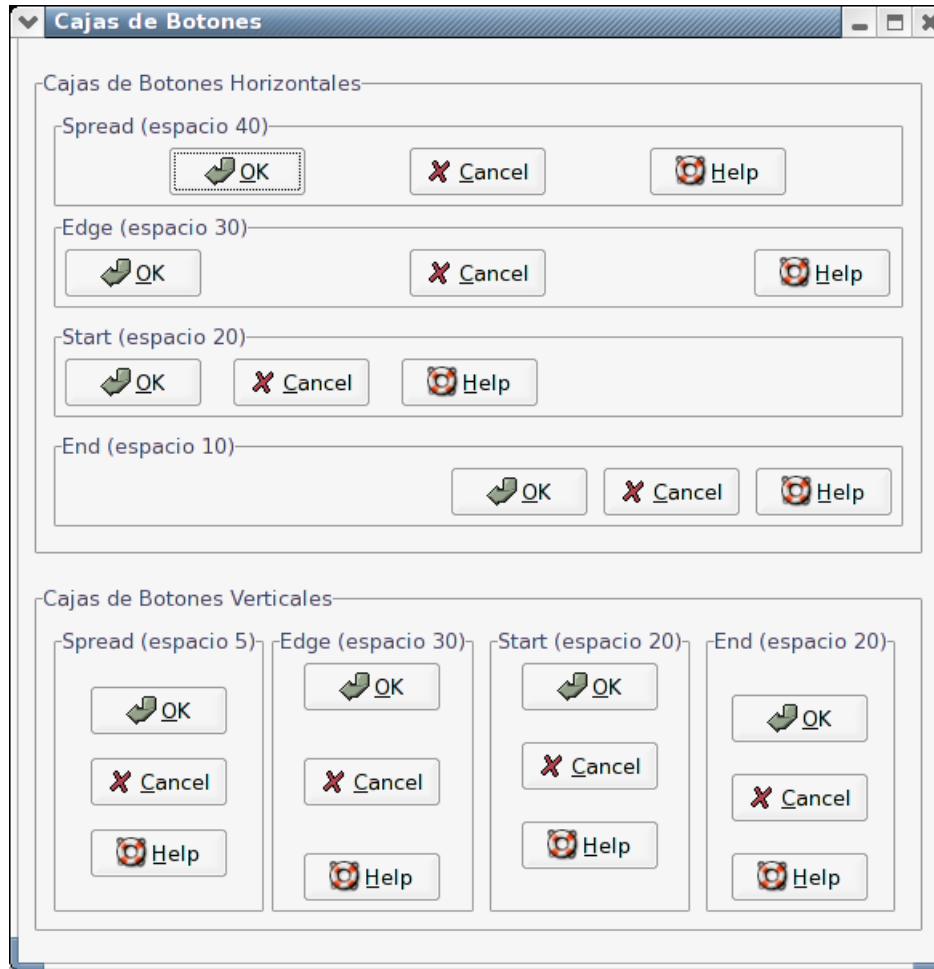 Cajas de Botones
Cajas de Botones Horizontales
Spread (espacio 40)
OK Cancel Help
Edge (espacio 30)
OK Cancel Help
Start (espacio 20)
OK Cancel Help
End (espacio 10)
OK Cancel Help
Cajas de Botones Verticales
Spread (espacio 5)
OK
Cancel
Help
Edge (espacio 30)
OK
Cancel
Help
Start (espacio 20)
OK
Cancel
Help
End (espacio 20)
OK
Cancel
Help